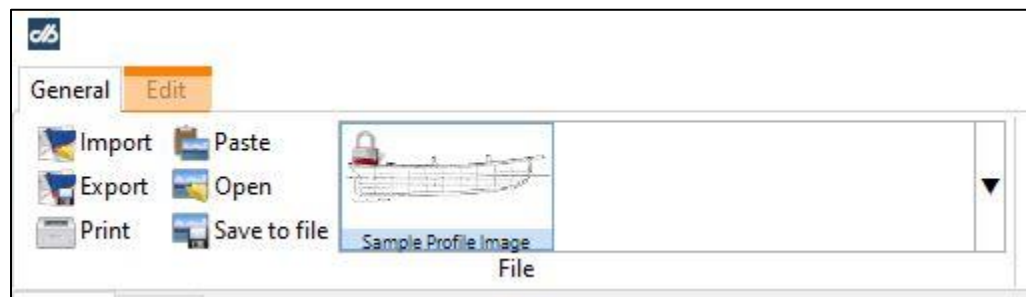 General Edit
Import Paste
Export Open
Print Save to file
Sample Profile Image
File